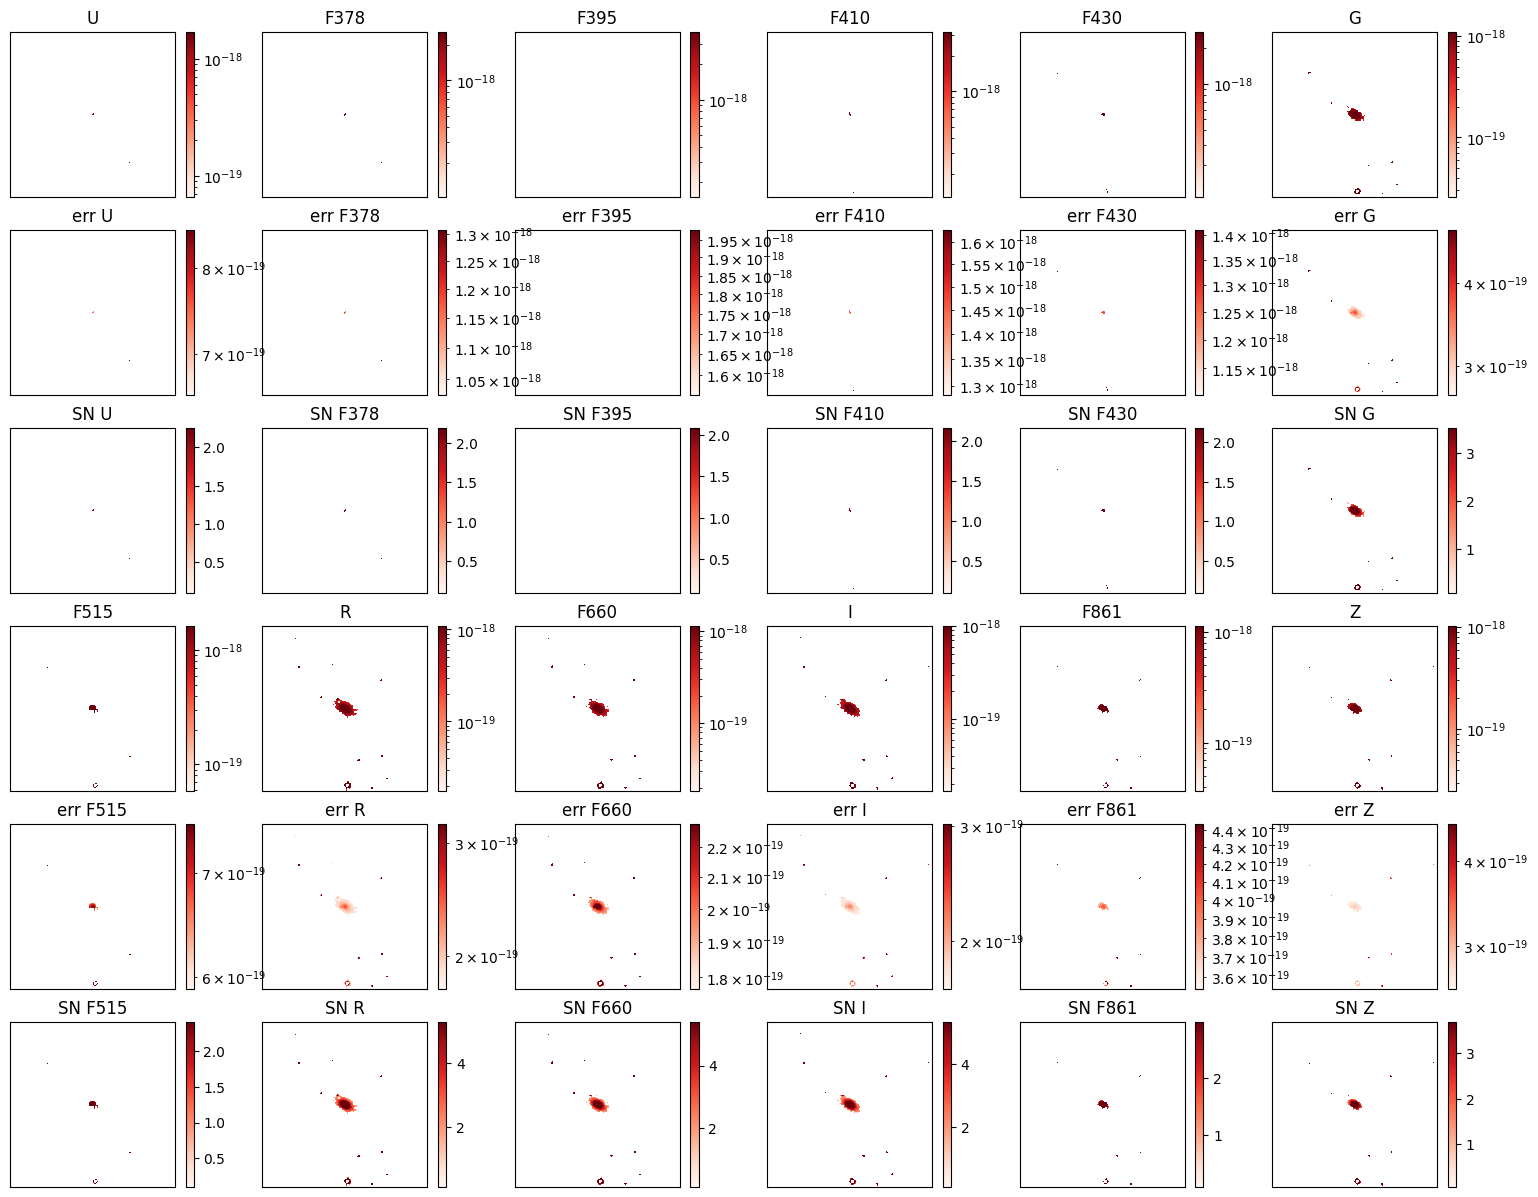 U F378 F395 F410 F430 G
10⁻¹⁸ 10⁻¹⁸ 10⁻¹⁸ 10⁻¹⁸ 10⁻¹⁸ 10⁻¹⁸
10⁻¹⁹ 10⁻¹⁹
err U err F378 err F395 err F410 err F430 err G
8 × 10⁻¹⁹
7 × 10⁻¹⁹
1.3 × 10⁻¹⁸
1.25 × 10⁻¹⁸
1.2 × 10⁻¹⁸
1.15 × 10⁻¹⁸
1.1 × 10⁻¹⁸
1.05 × 10⁻¹⁸
1.95 × 10⁻¹⁸
1.9 × 10⁻¹⁸
1.85 × 10⁻¹⁸
1.8 × 10⁻¹⁸
1.75 × 10⁻¹⁸
1.7 × 10⁻¹⁸
1.65 × 10⁻¹⁸
1.6 × 10⁻¹⁸
1.6 × 10⁻¹⁸
1.55 × 10⁻¹⁸
1.5 × 10⁻¹⁸
1.45 × 10⁻¹⁸
1.4 × 10⁻¹⁸
1.35 × 10⁻¹⁸
1.3 × 10⁻¹⁸
1.4 × 10⁻¹⁸
1.35 × 10⁻¹⁸
1.3 × 10⁻¹⁸
1.25 × 10⁻¹⁸
1.2 × 10⁻¹⁸
1.15 × 10⁻¹⁸
4 × 10⁻¹⁹
3 × 10⁻¹⁹
SN U SN F378 SN F395 SN F410 SN F430 SN G
2.0 2.0 2.0 2.0 2.0 3
1.5 1.5 1.5 1.5 1.5 2
1.0 1.0 1.0 1.0 1.0 1
0.5 0.5 0.5 0.5 0.5
F515 R F660 I F861 Z
10⁻¹⁸ 10⁻¹⁸ 10⁻¹⁸ 10⁻¹⁸ 10⁻¹⁸ 10⁻¹⁸
10⁻¹⁹ 10⁻¹⁹ 10⁻¹⁹ 10⁻¹⁹ 10⁻¹⁹ 10⁻¹⁹
err F515 err R err F660 err I err F861 err Z
7 × 10⁻¹⁹
6 × 10⁻¹⁹
3 × 10⁻¹⁹
2 × 10⁻¹⁹
2.2 × 10⁻¹⁹
2.1 × 10⁻¹⁹
2 × 10⁻¹⁹
1.9 × 10⁻¹⁹
1.8 × 10⁻¹⁹
3 × 10⁻¹⁹
2 × 10⁻¹⁹
4.4 × 10⁻¹⁹
4.3 × 10⁻¹⁹
4.2 × 10⁻¹⁹
4.1 × 10⁻¹⁹
4 × 10⁻¹⁹
3.9 × 10⁻¹⁹
3.8 × 10⁻¹⁹
3.7 × 10⁻¹⁹
3.6 × 10⁻¹⁹
4 × 10⁻¹⁹
3 × 10⁻¹⁹
SN F515 SN R SN F660 SN I SN F861 SN Z
2.0 4 4 4 2 3
1.5 2 2 2 1 2
1.0 1
0.5